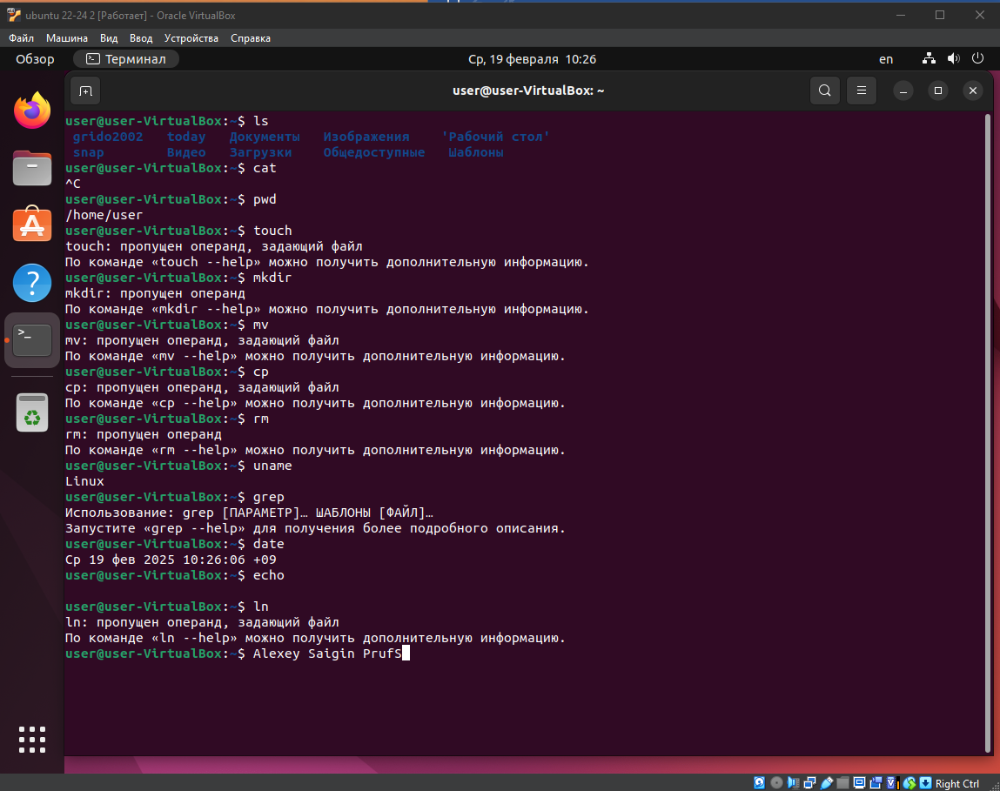 ubuntu 22-24 2 [Работает] - Oracle VirtualBox
Файл Машина Вид Ввод Устройства Справка
Обзор Терминал Ср, 19 февраля 10:26 en
user@user-VirtualBox: ~
user@user-VirtualBox:~$ ls
grido2002 today Документы Изображения 'Рабочий стол'
snap Видео Загрузки Общедоступные Шаблоны
user@user-VirtualBox:~$ cat
^C
user@user-VirtualBox:~$ pwd
/home/user
user@user-VirtualBox:~$ touch
touch: пропущен операнд, задающий файл
По команде «touch --help» можно получить дополнительную информацию.
user@user-VirtualBox:~$ mkdir
mkdir: пропущен операнд
По команде «mkdir --help» можно получить дополнительную информацию.
user@user-VirtualBox:~$ mv
mv: пропущен операнд, задающий файл
По команде «mv --help» можно получить дополнительную информацию.
user@user-VirtualBox:~$ cp
cp: пропущен операнд, задающий файл
По команде «cp --help» можно получить дополнительную информацию.
user@user-VirtualBox:~$ rm
rm: пропущен операнд
По команде «rm --help» можно получить дополнительную информацию.
user@user-VirtualBox:~$ uname
Linux
user@user-VirtualBox:~$ grep
Использование: grep [ПАРАМЕТР]… ШАБЛОНЫ [ФАЙЛ]…
Запустите «grep --help» для получения более подробного описания.
user@user-VirtualBox:~$ date
Ср 19 фев 2025 10:26:06 +09
user@user-VirtualBox:~$ echo
user@user-VirtualBox:~$ ln
ln: пропущен операнд, задающий файл
По команде «ln --help» можно получить дополнительную информацию.
user@user-VirtualBox:~$ Alexey Saigin PrufS
Right Ctrl